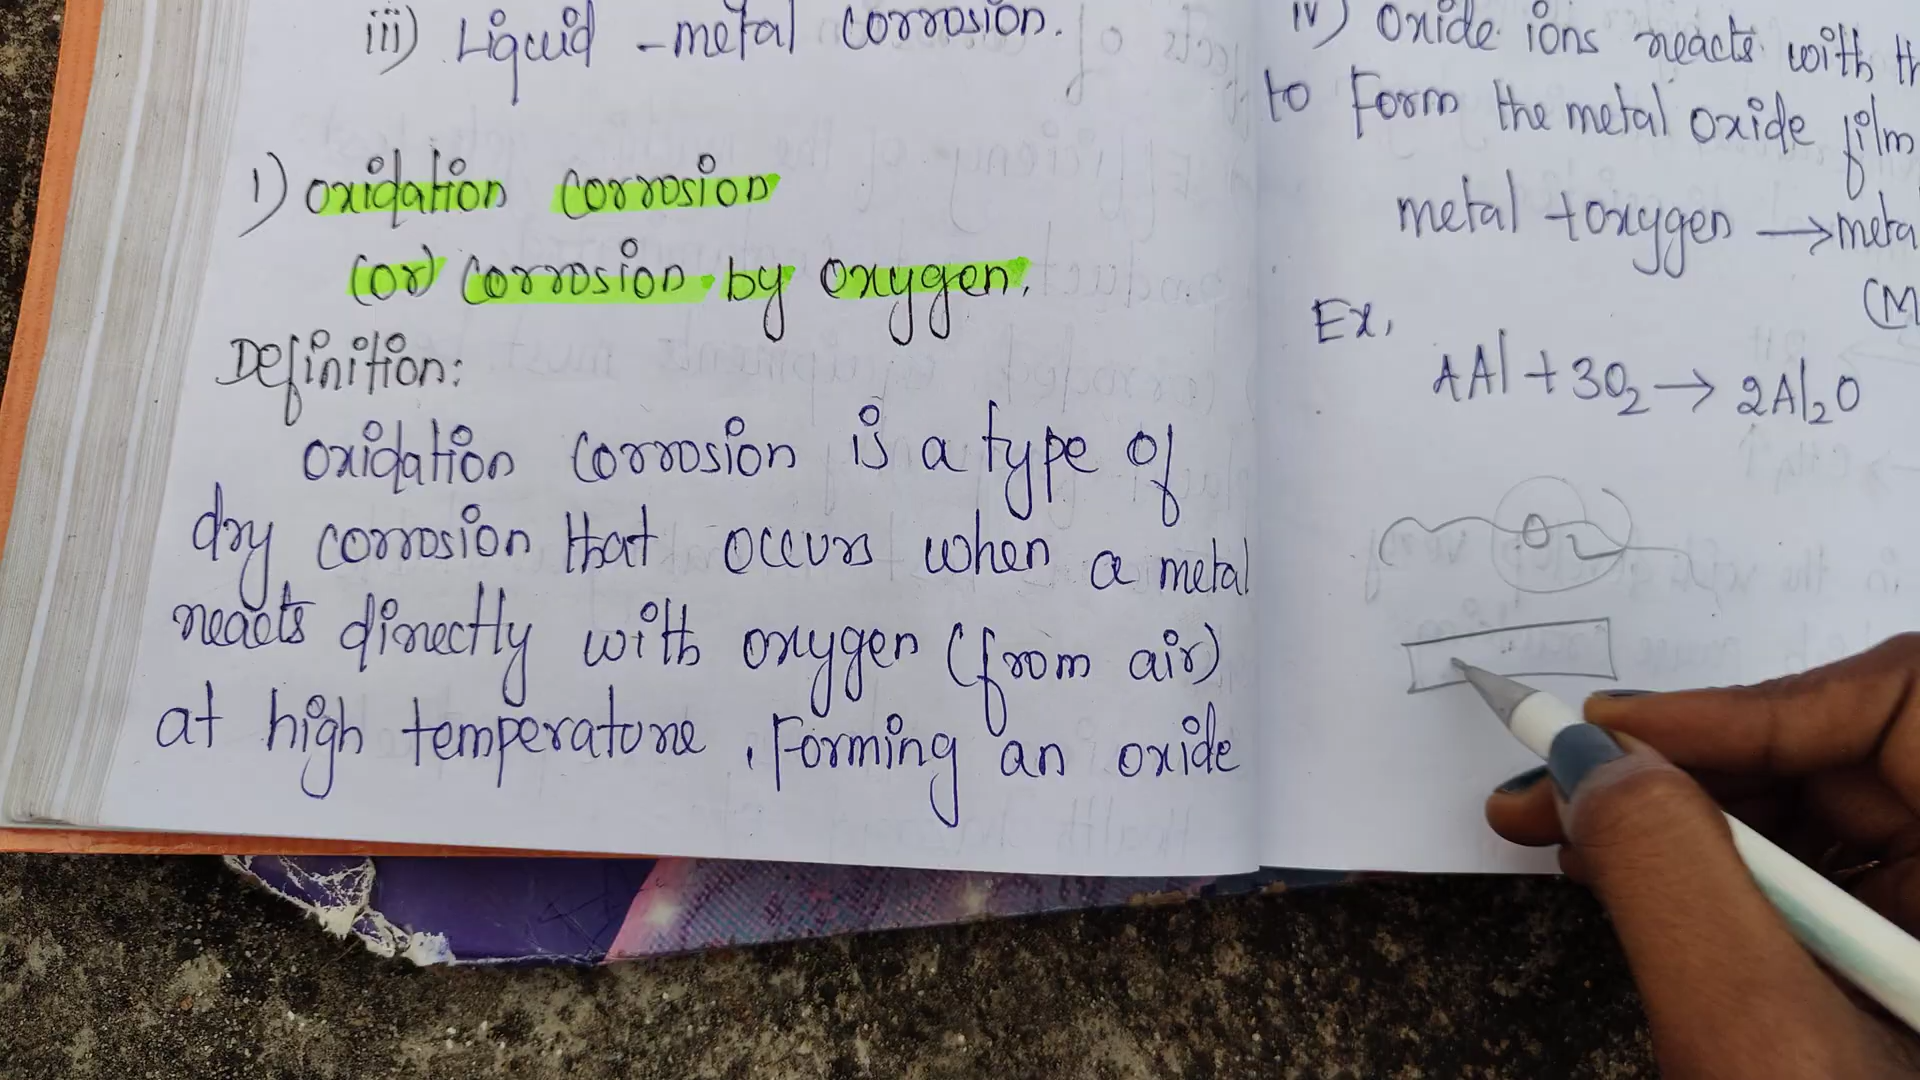 iii) Liquid - metal corrosion.
1) oxidation corrosion
(or) corrosion by oxygen.
Definition:
oxidation corrosion is a type of
dry corrosion that occurs when a metal
reacts directly with oxygen (from air)
at high temperature. Forming an oxide
iv) oxide ions reacts with th
to Form the metal oxide film
metal + oxygen → meta
(M
Ex,
4Al + 3O₂ → 2Al₂O
O₂